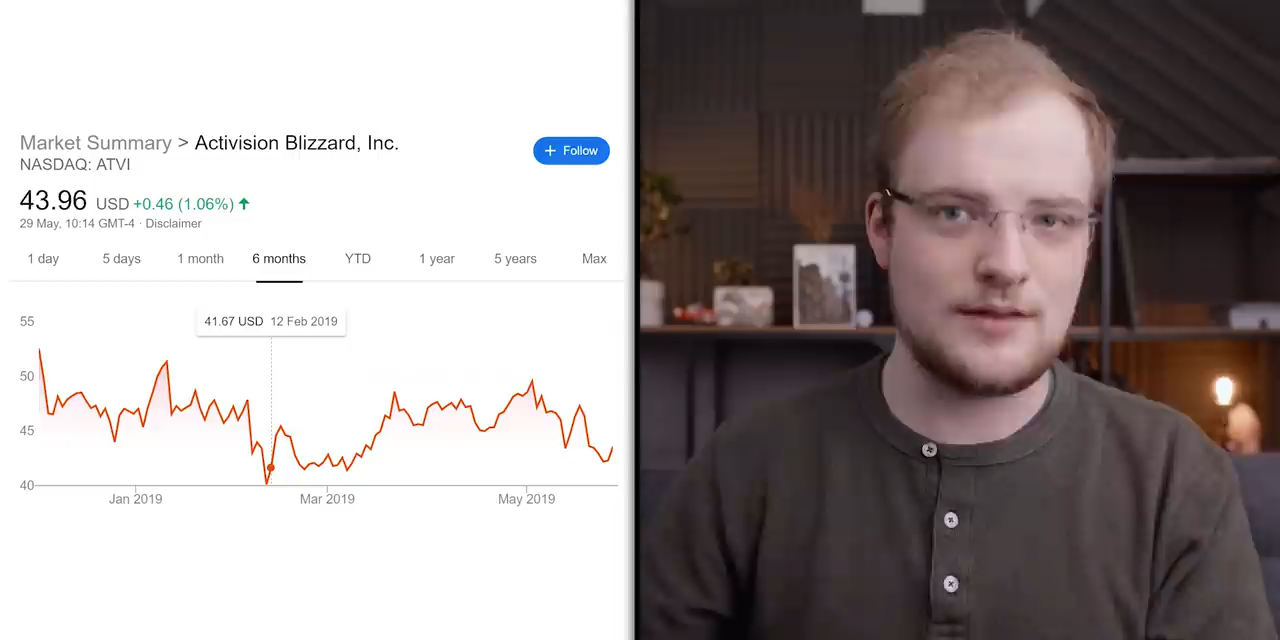 Market Summary > Activision Blizzard, Inc.
NASDAQ: ATVI
+ Follow
43.96 USD +0.46 (1.06%) ↑
29 May, 10:14 GMT-4 · Disclaimer
1 day 5 days 1 month 6 months YTD 1 year 5 years Max
41.67 USD 12 Feb 2019
55
50
45
40
Jan 2019 Mar 2019 May 2019